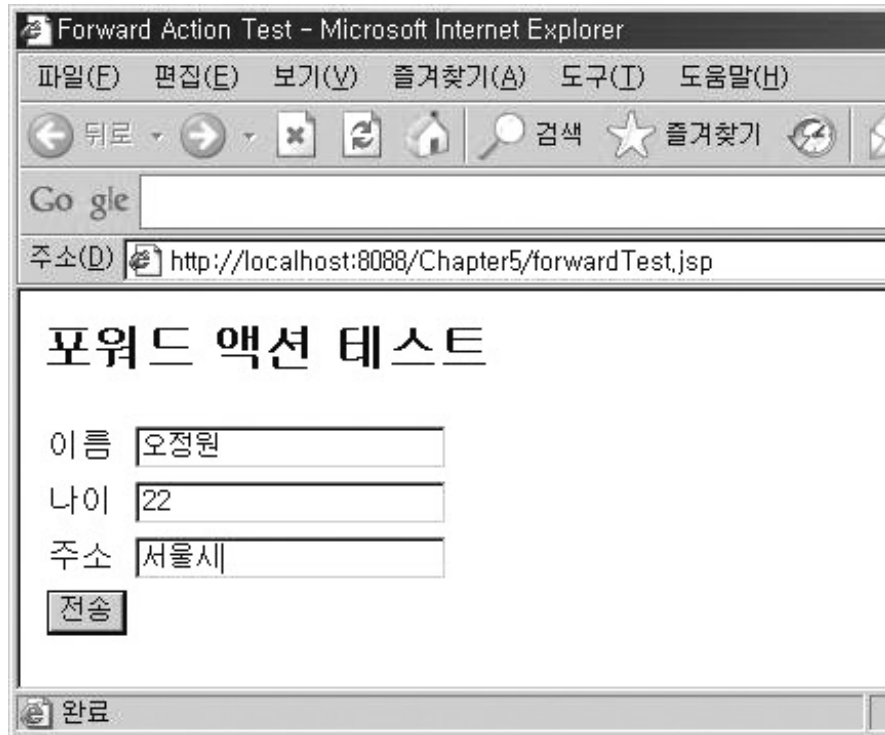 Forward Action Test - Microsoft Internet Explorer
파일(F) 편집(E) 보기(V) 즐겨찾기(A) 도구(T) 도움말(H)
뒤로 검색 즐겨찾기
Go gle
주소(D) http://localhost:8088/Chapter5/forwardTest.jsp
포워드 액션 테스트
이름 오정원
나이 22
주소 서울시
전송
완료